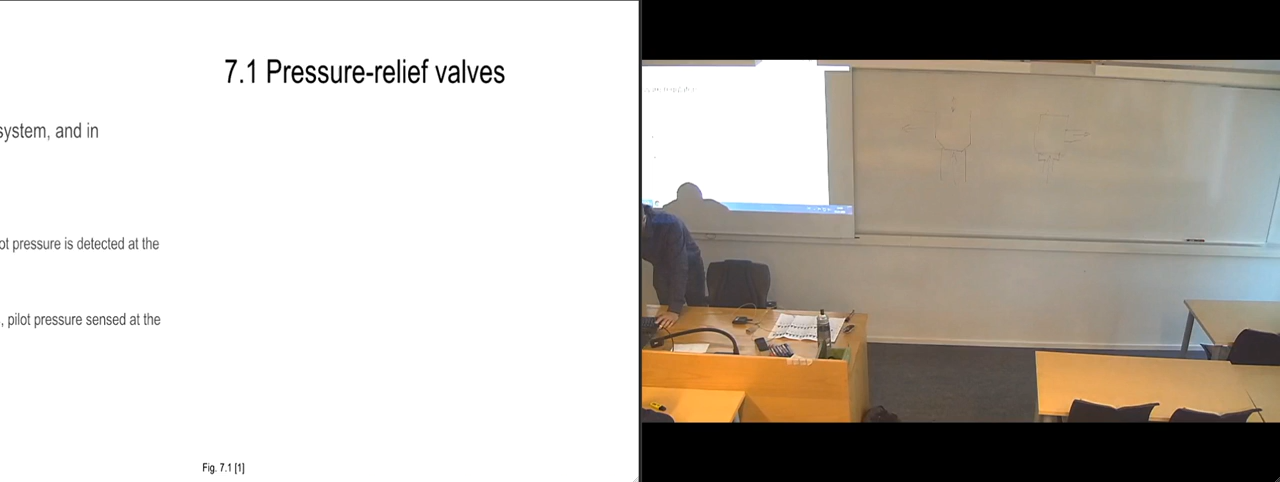 7.1 Pressure-relief valves
system, and in
ot pressure is detected at the
, pilot pressure sensed at the
Fig. 7.1 [1]